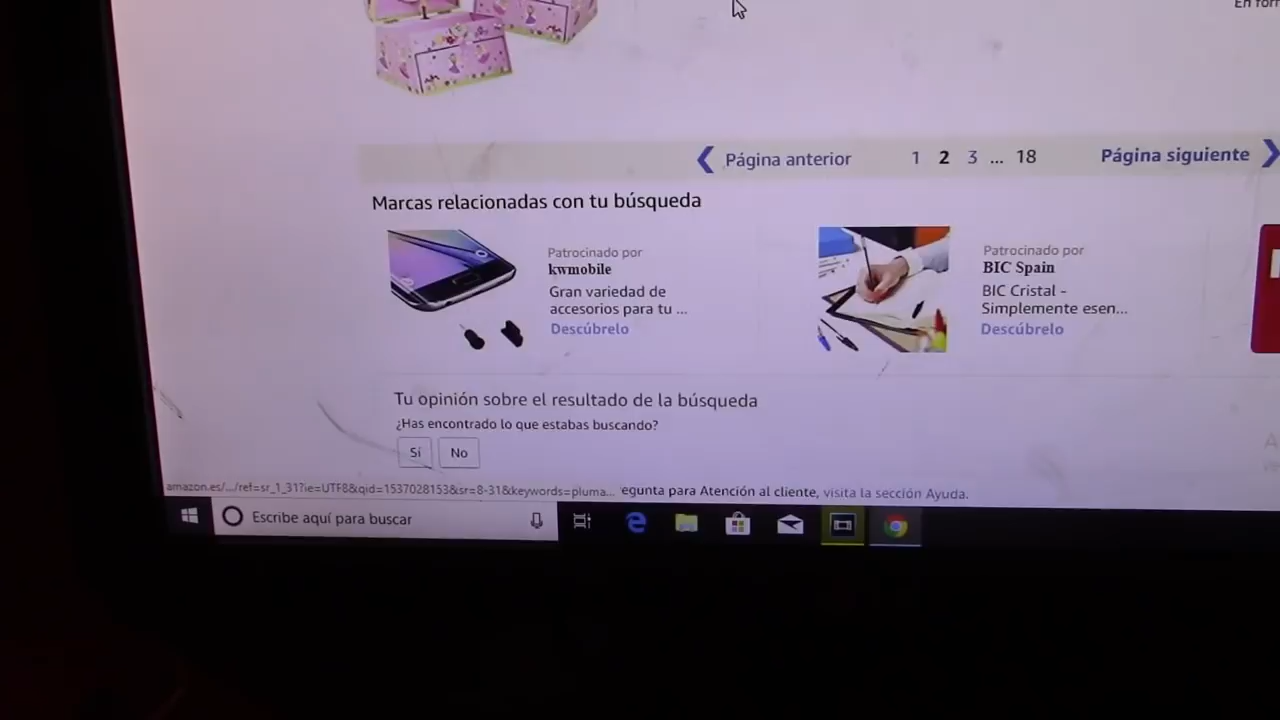 Página anterior 1 2 3 ... 18 Página siguiente
Marcas relacionadas con tu búsqueda
Patrocinado por
kwmobile
Gran variedad de
accesorios para tu ...
Descúbrelo
Patrocinado por
BIC Spain
BIC Cristal -
Simplemente esen...
Descúbrelo
Tu opinión sobre el resultado de la búsqueda
¿Has encontrado lo que estabas buscando?
Sí No
amazon.es/.../ref=sr_1_31?ie=UTF8&qid=1537028153&sr=8-31&keywords=pluma... egunta para Atención al cliente, visita la sección Ayuda.
Escribe aquí para buscar